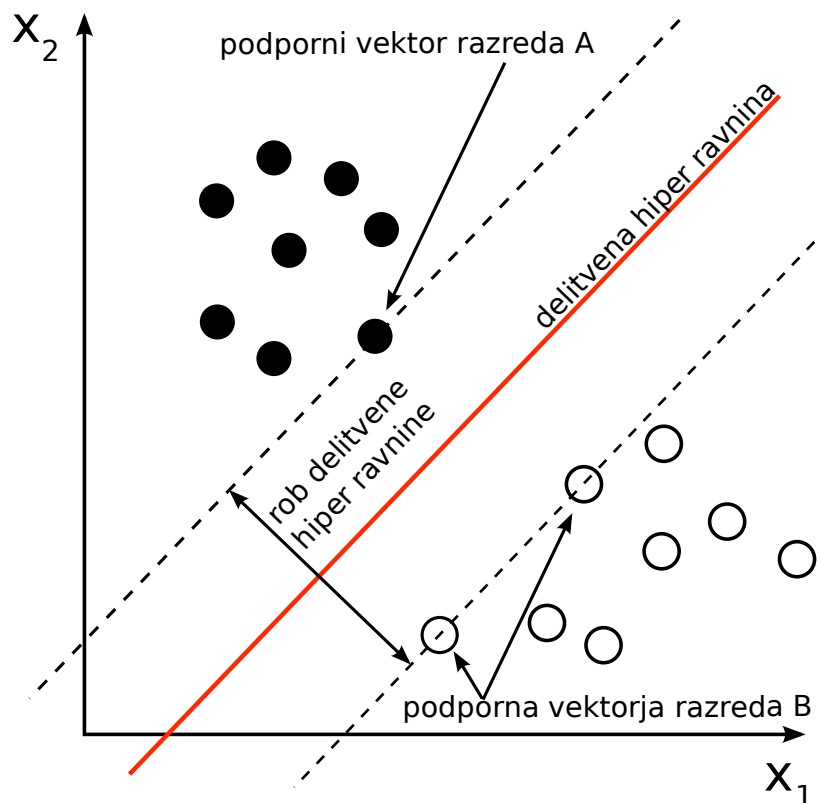 x2
podporni vektor razreda A
delitvena hiper ravnina
rob delitvene
hiper ravnine
podporna vektorja razreda B
x1